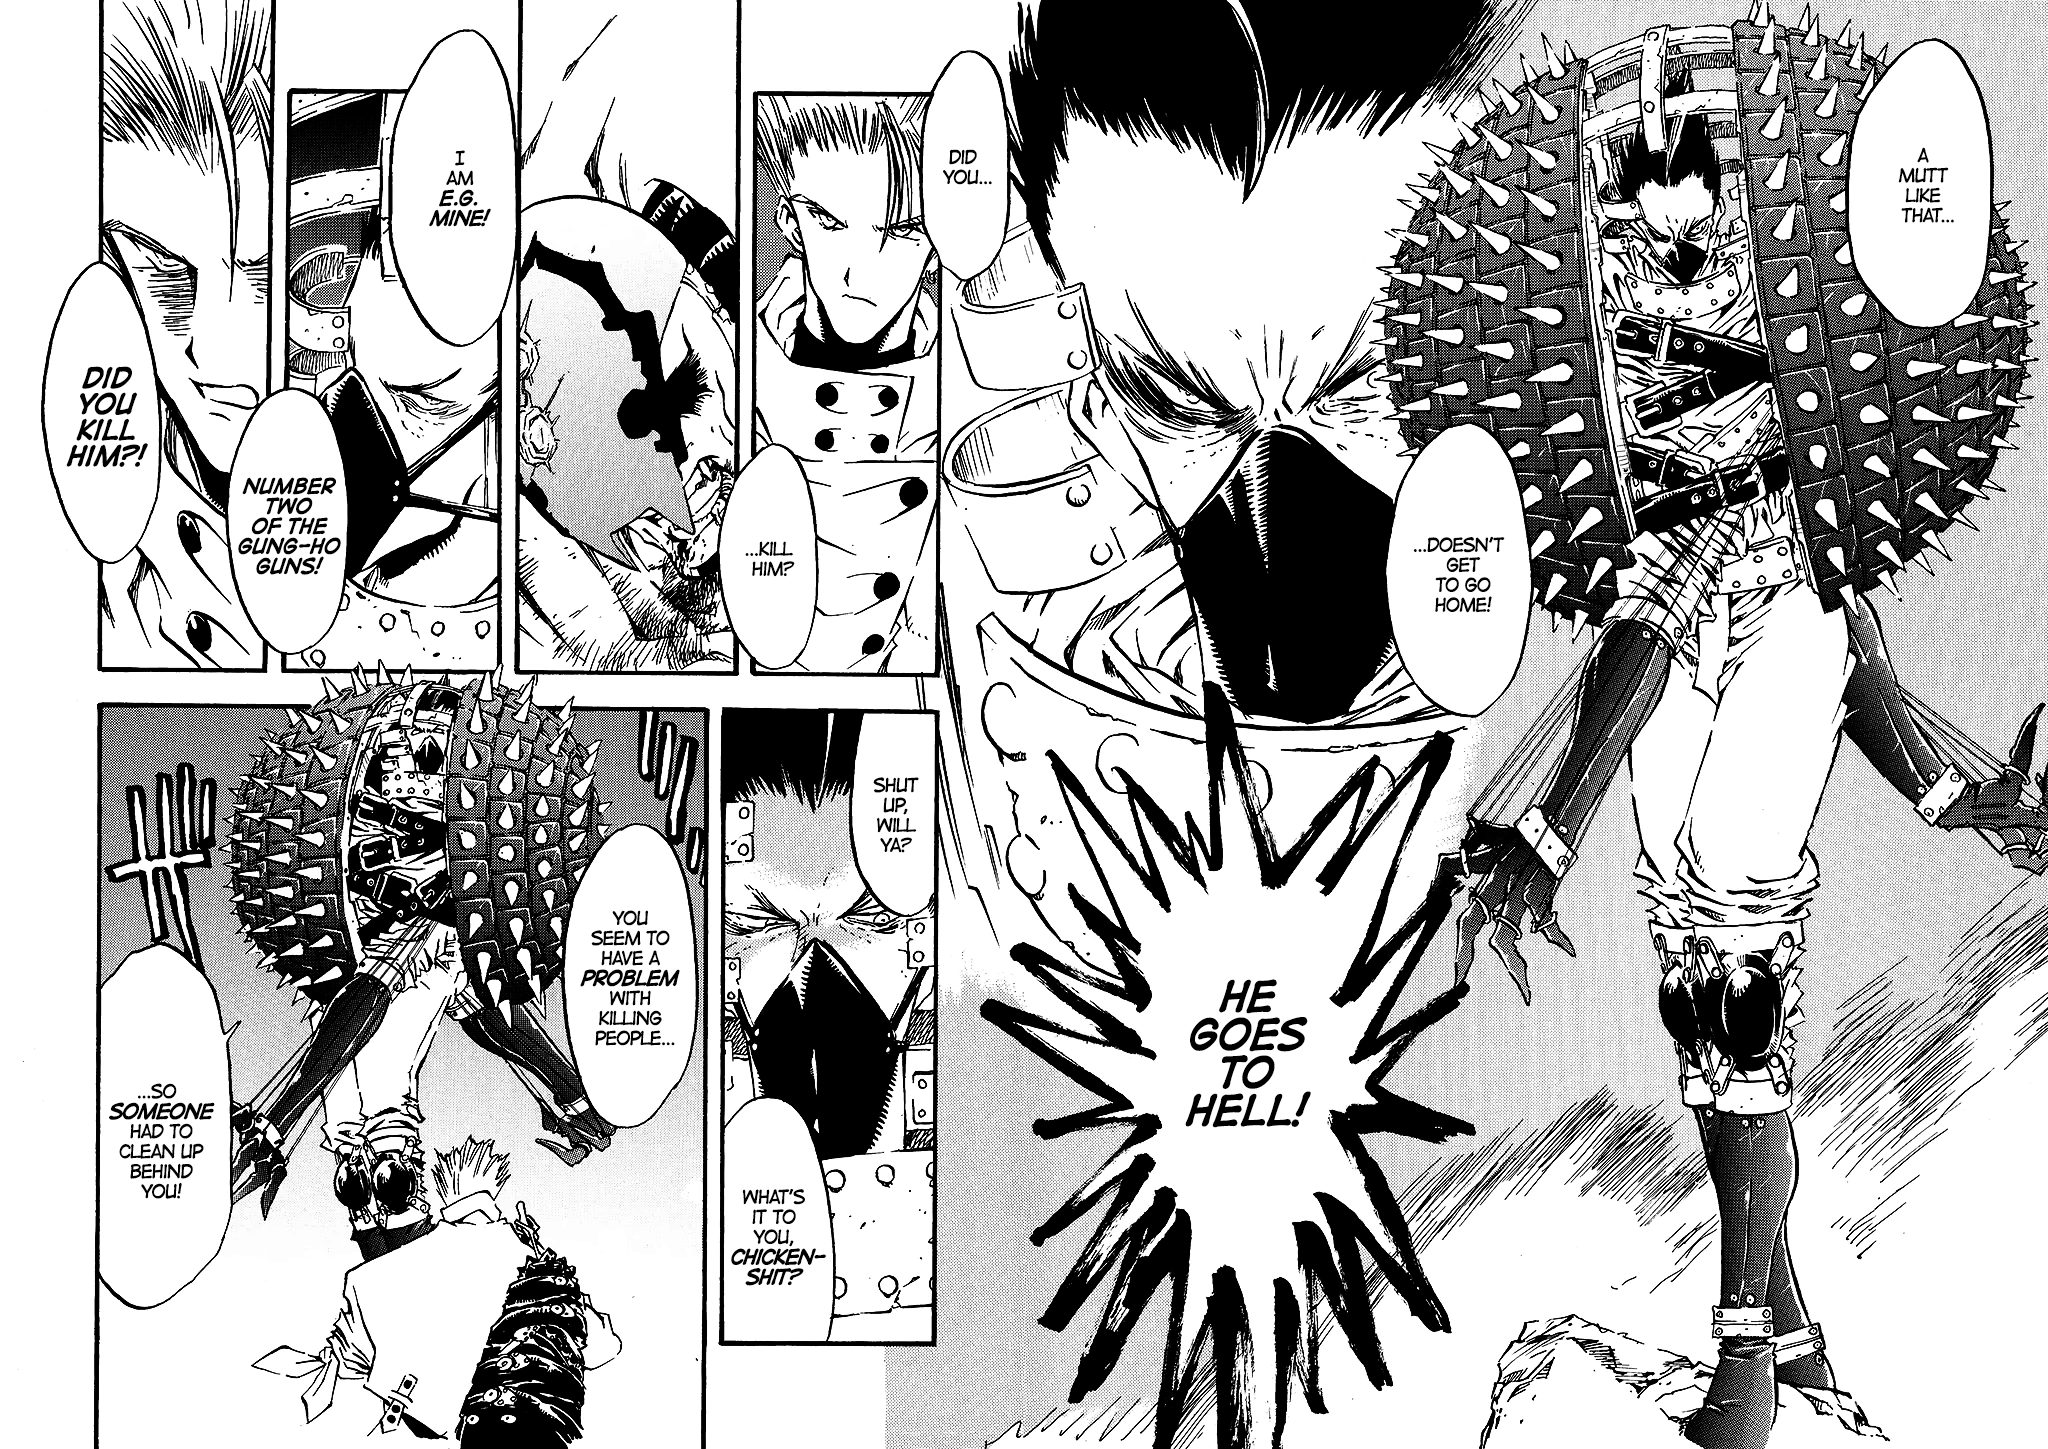 A
MUTT
LIKE
THAT...
...DOESN'T
GET
TO GO
HOME!
HE
GOES
TO
HELL!
DID
YOU...
...KILL
HIM?
I
AM
E.G.
MINE!
NUMBER
TWO
OF THE
GUNG-HO
GUNS!
DID
YOU
KILL
HIM?!
SHUT
UP,
WILL
YA?
WHAT'S
IT TO
YOU,
CHICKEN-
SHIT?
YOU
SEEM TO
HAVE A
PROBLEM
WITH
KILLING
PEOPLE...
...SO
SOMEONE
HAD TO
CLEAN UP
BEHIND
YOU!